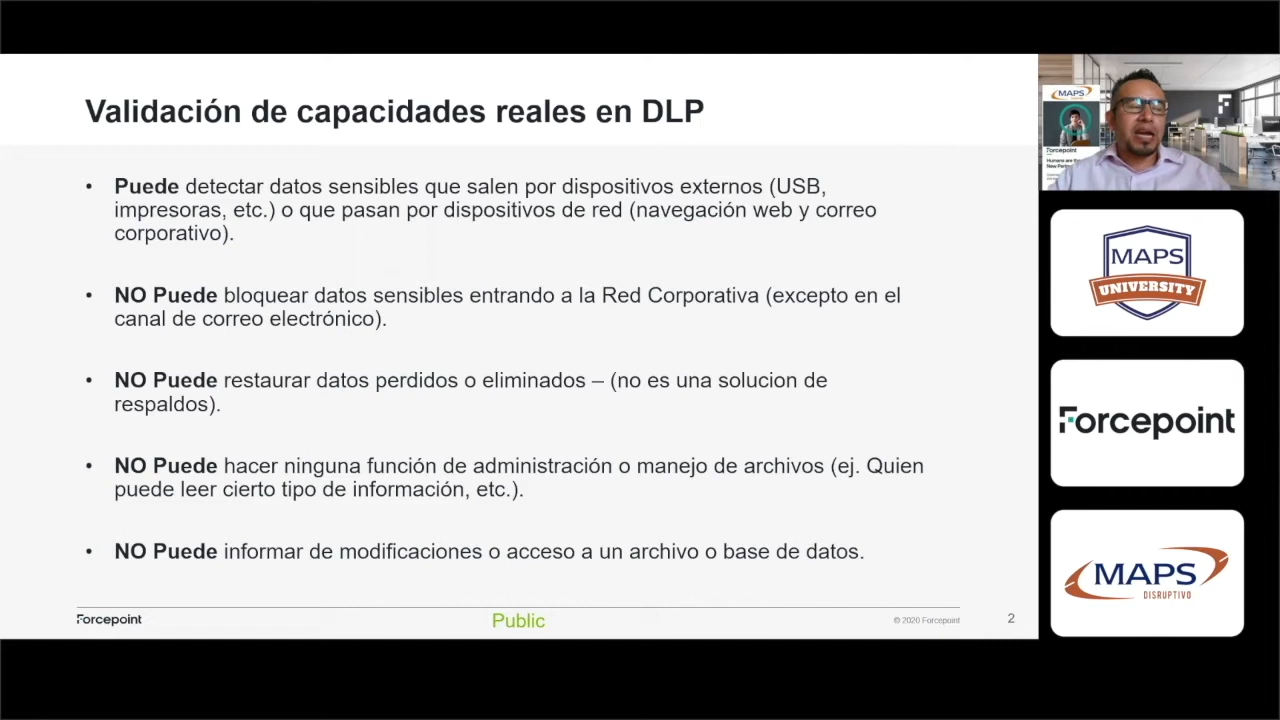 Validación de capacidades reales en DLP
• Puede detectar datos sensibles que salen por dispositivos externos (USB,
impresoras, etc.) o que pasan por dispositivos de red (navegación web y correo
corporativo).
• NO Puede bloquear datos sensibles entrando a la Red Corporativa (excepto en el
canal de correo electrónico).
• NO Puede restaurar datos perdidos o eliminados – (no es una solucion de
respaldos).
• NO Puede hacer ninguna función de administración o manejo de archivos (ej. Quien
puede leer cierto tipo de información, etc.).
• NO Puede informar de modificaciones o acceso a un archivo o base de datos.
Forcepoint
Public
© 2020 Forcepoint
2
MAPS
Forcepoint
Humans are the
MAPS
UNIVERSITY
Forcepoint
MAPS
DISRUPTIVO